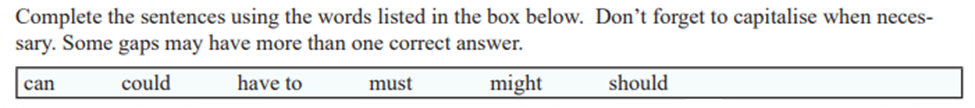 Complete the sentences using the words listed in the box below.  Don’t forget to capitalise when neces-
sary. Some gaps may have more than one correct answer.
can could have to must might should